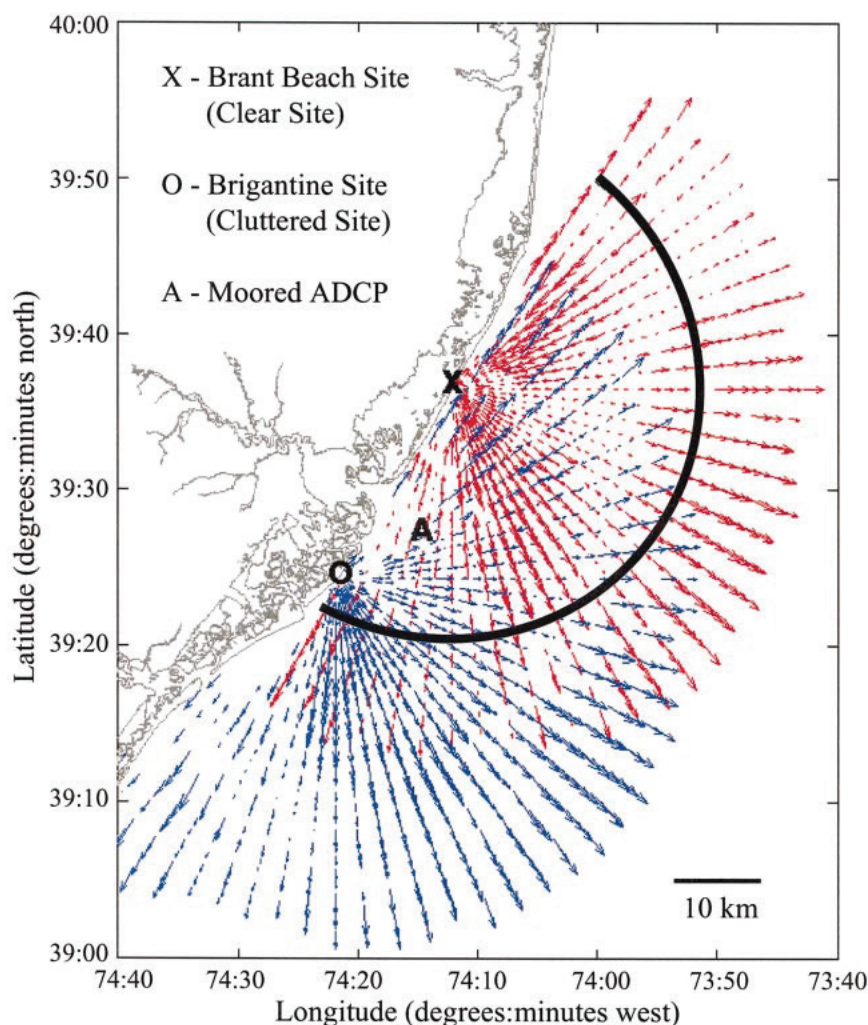 40:00
X - Brant Beach Site
(Clear Site)
39:50
O - Brigantine Site
(Cluttered Site)
A - Moored ADCP
39:40
X
39:30
A
O
39:20
39:10
10 km
39:00
74:40 74:30 74:20 74:10 74:00 73:50 73:40
Longitude (degrees:minutes west)
Latitude (degrees:minutes north)